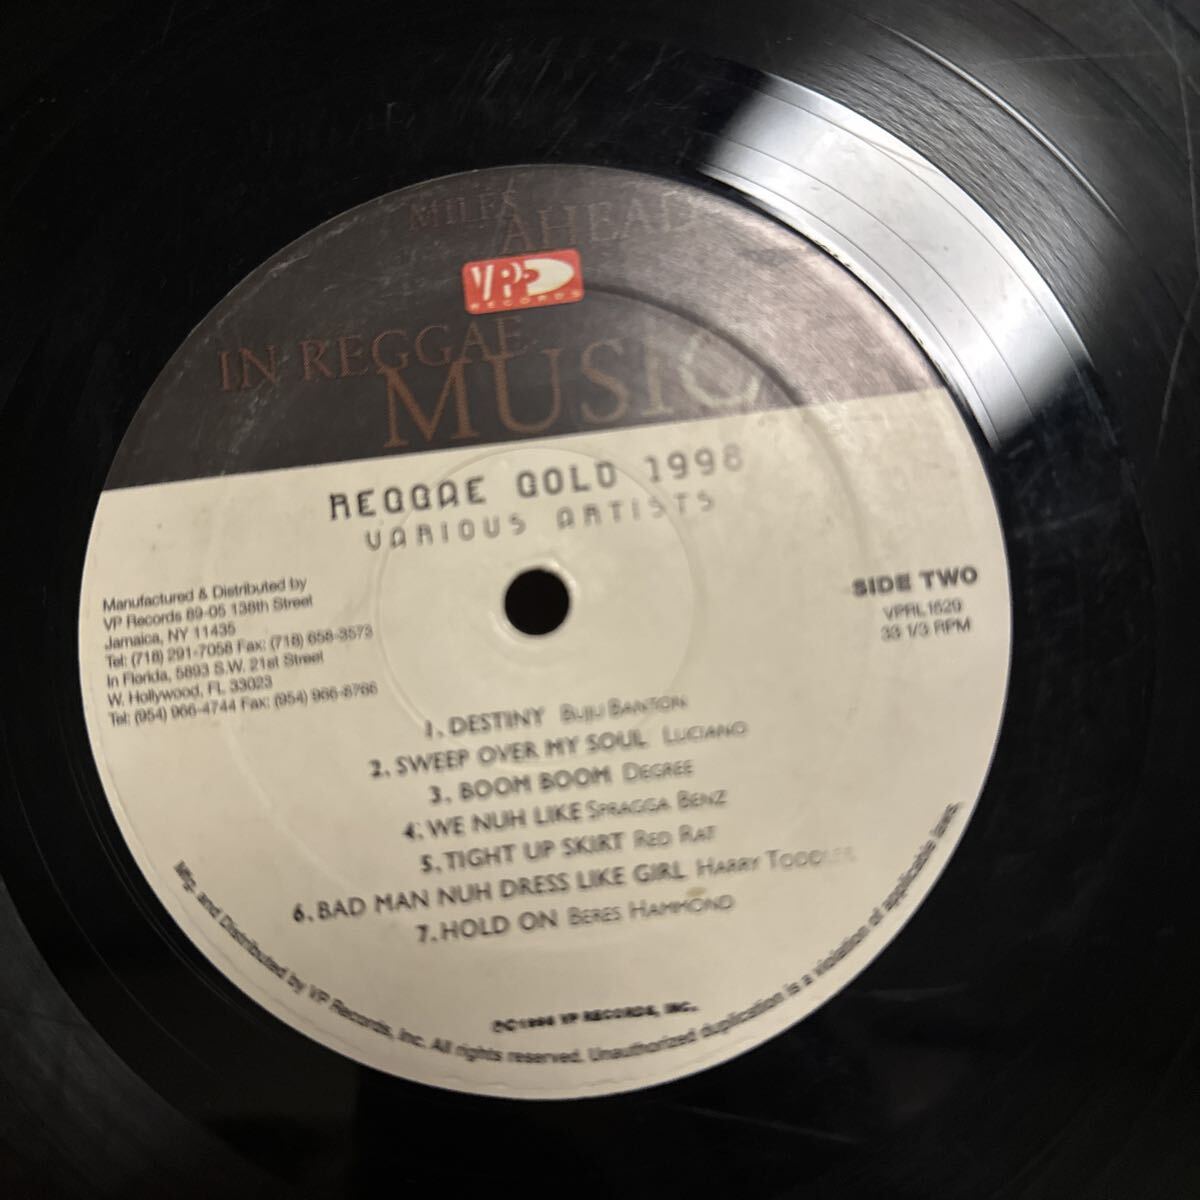 MILES
AHEAD
VP
RECORDS
IN REGGAE
MUSIC
REGGAE GOLD 1998
VARIOUS ARTISTS
Manufactured & Distributed by
VP Records 89-05 138th Street
Jamaica, NY 11435
Tel: (718) 291-7058 Fax: (718) 658-3573
In Florida, 5893 S.W. 21st Street
W. Hollywood, FL 33023
Tel: (954) 966-4744 Fax: (954) 966-8766
SIDE TWO
VPRL1529
33 1/3 RPM
1. DESTINY BUJU BANTON
2. SWEEP OVER MY SOUL LUCIANO
3. BOOM BOOM DEGREE
4. WE NUH LIKE SPRAGGA BENZ
5. TIGHT UP SKIRT RED RAT
6. BAD MAN NUH DRESS LIKE GIRL HARRY TODDLER
7. HOLD ON BERES HAMMOND
℗©1998 VP RECORDS, INC.
Mfg. and Distributed by VP Records, Inc. All rights reserved. Unauthorized duplication is a violation of applicable laws